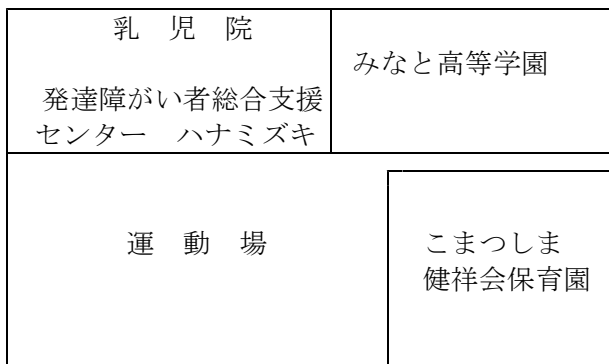 乳　児　院
発達障がい者総合支援
センター　ハナミズキ
みなと高等学園
運　動　場
こまつしま
健祥会保育園